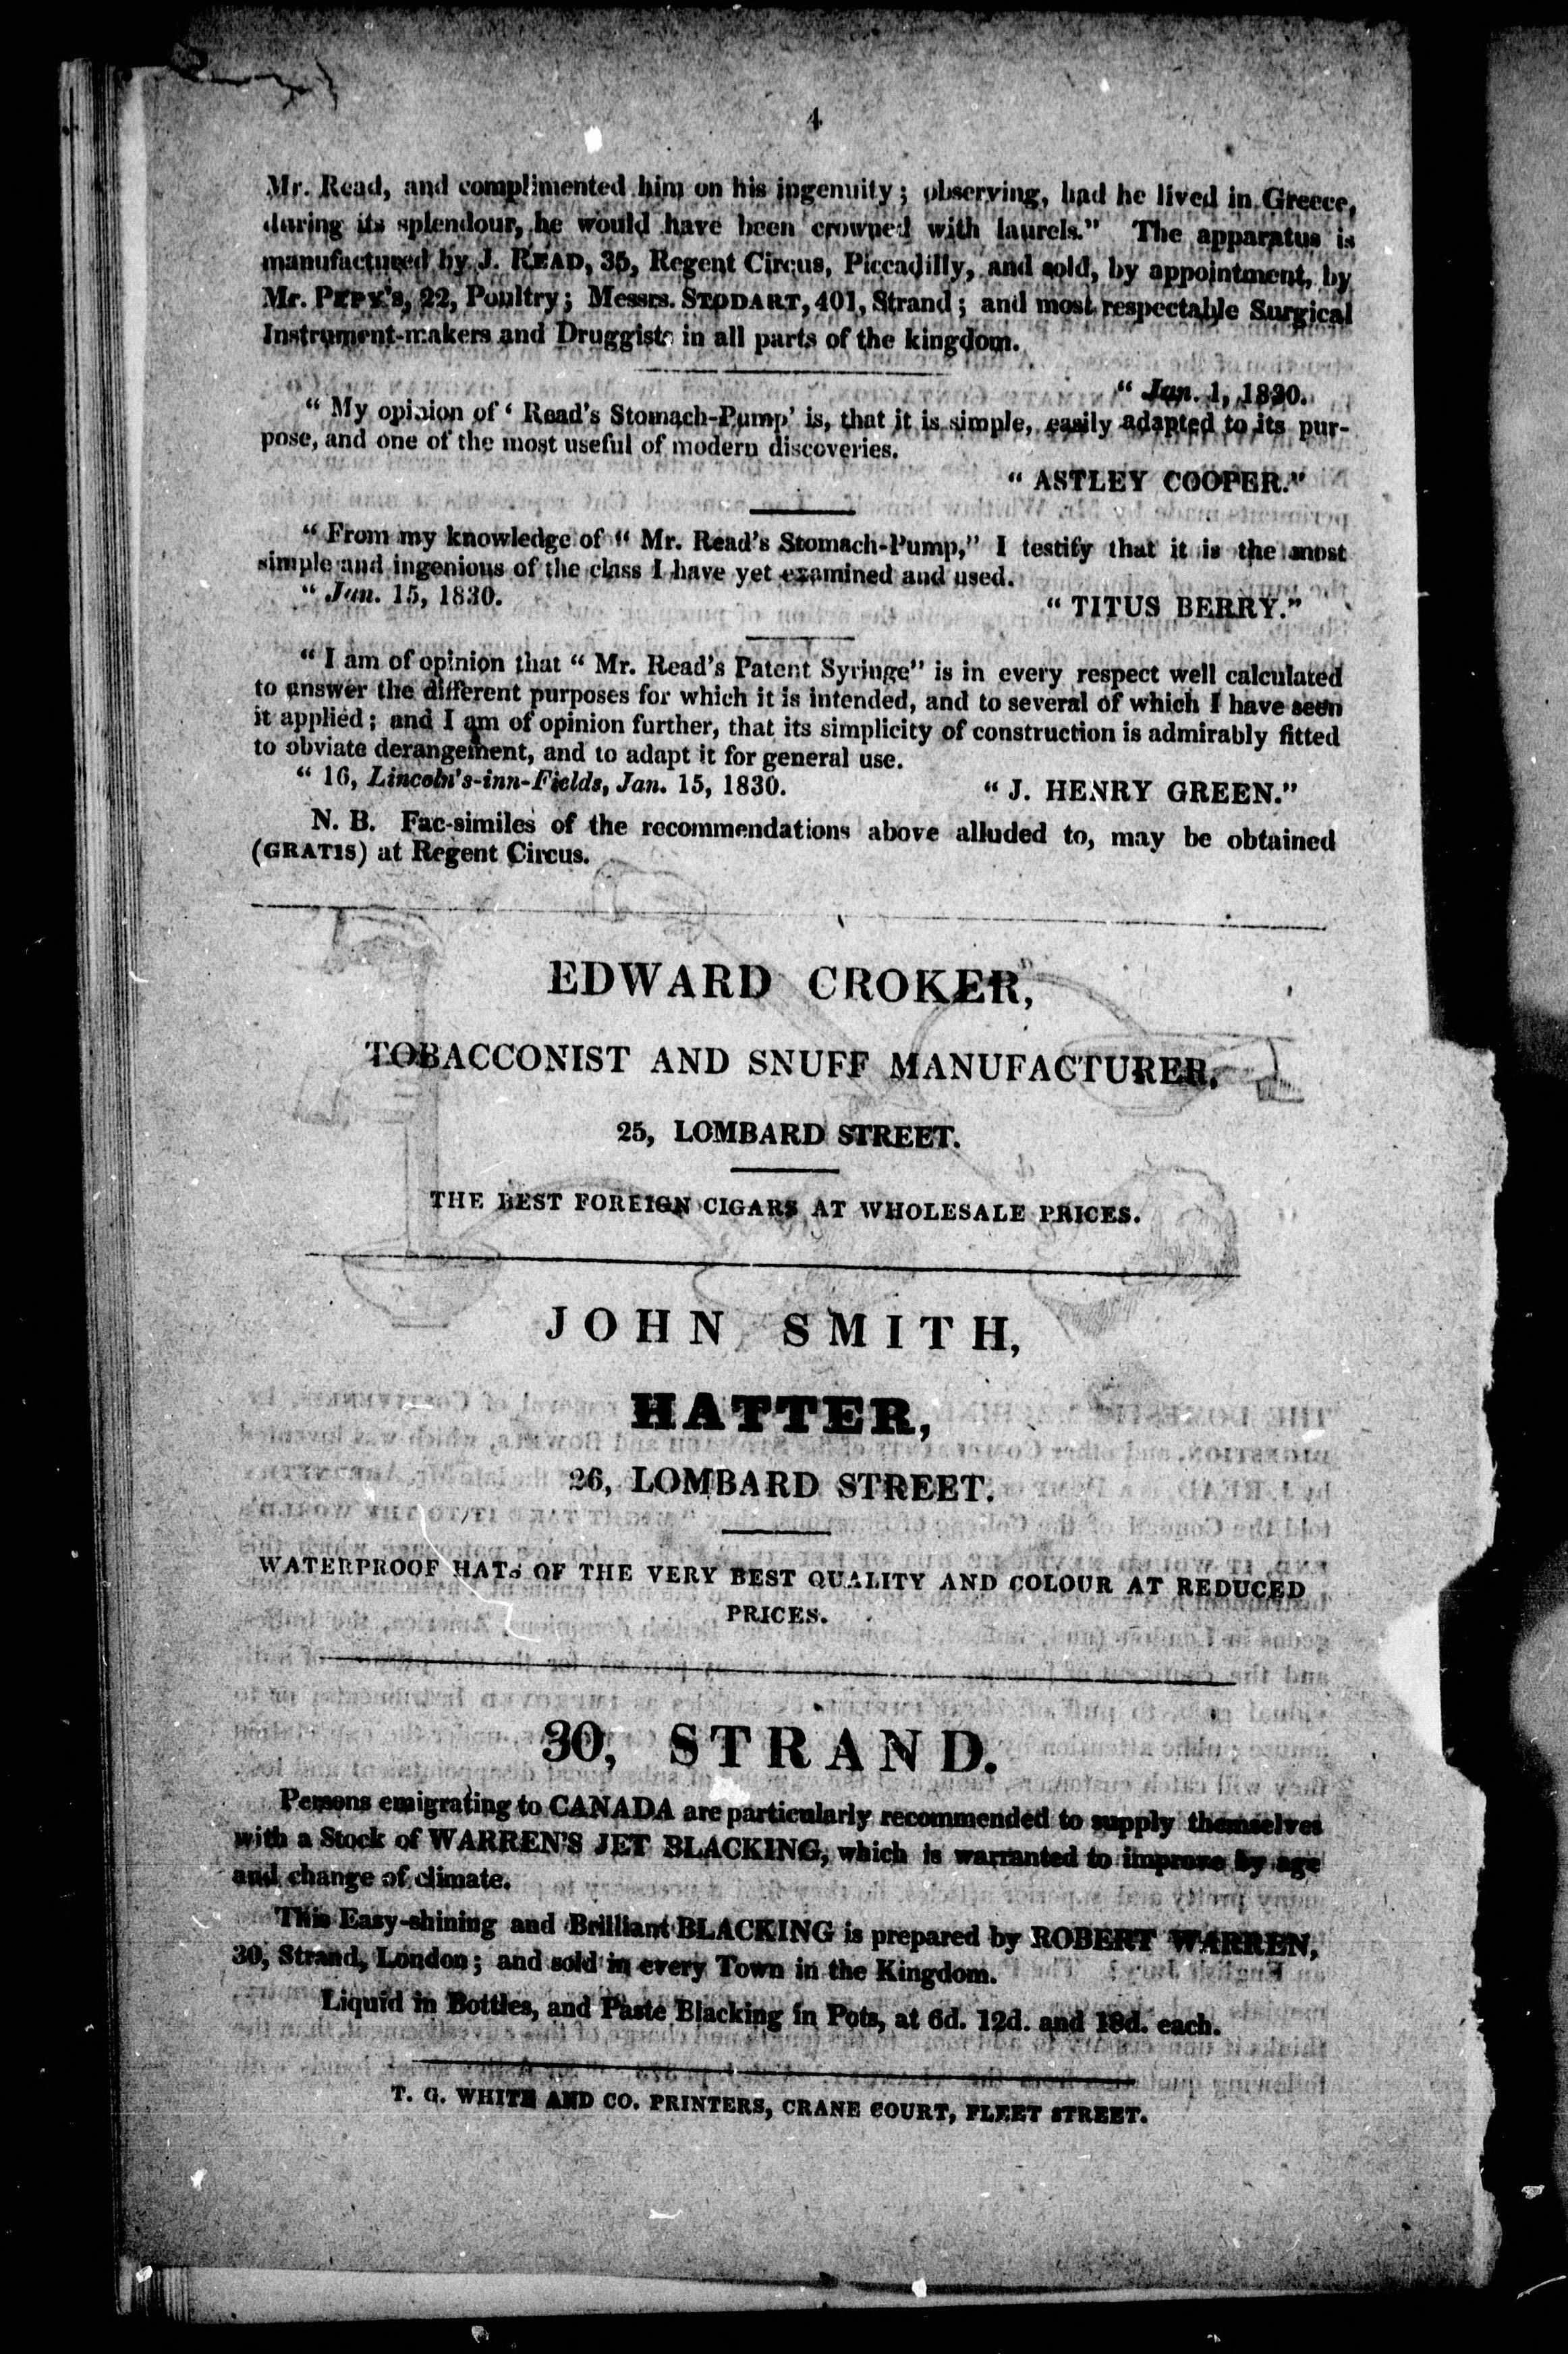 4
Mr. Read, and complimented him on his ingenuity; observing, had he lived in Greece,
during its splendour, he would have been crowned with laurels." The apparatus is
manufactured by J. READ, 35, Regent Circus, Piccadilly, and sold, by appointment, by
Mr. PEPY'S, 22, Poultry; Messrs. STODART, 401, Strand; and most respectable Surgical
Instrument-makers and Druggists in all parts of the kingdom.
" Jan. 1, 1830.
" My opinion of ' Read's Stomach-Pump' is, that it is simple, easily adapted to its pur-
pose, and one of the most useful of modern discoveries.
" ASTLEY COOPER."
" From my knowledge of " Mr. Read's Stomach-Pump," I testify that it is the most
simple and ingenious of the class I have yet examined and used.
" Jan. 15, 1830. " TITUS BERRY."
" I am of opinion that " Mr. Read's Patent Syringe" is in every respect well calculated
to answer the different purposes for which it is intended, and to several of which I have seen
it applied; and I am of opinion further, that its simplicity of construction is admirably fitted
to obviate derangement, and to adapt it for general use.
" 16, Lincoln's-inn-Fields, Jan. 15, 1830. " J. HENRY GREEN."
N. B. Fac-similes of the recommendations above alluded to, may be obtained
(GRATIS) at Regent Circus.
EDWARD CROKER,
TOBACCONIST AND SNUFF MANUFACTURER,
25, LOMBARD STREET.
THE BEST FOREIGN CIGARS AT WHOLESALE PRICES.
JOHN SMITH,
HATTER,
26, LOMBARD STREET.
WATERPROOF HATS OF THE VERY BEST QUALITY AND COLOUR AT REDUCED
PRICES.
30, STRAND.
Persons emigrating to CANADA are particularly recommended to supply themselves
with a Stock of WARREN'S JET BLACKING, which is warranted to improve by age
and change of climate.
This Easy-shining and Brilliant BLACKING is prepared by ROBERT WARREN,
30, Strand, London; and sold in every Town in the Kingdom.
Liquid in Bottles, and Paste Blacking in Pots, at 6d. 12d. and 18d. each.
T. G. WHITE AND CO. PRINTERS, CRANE COURT, FLEET STREET.